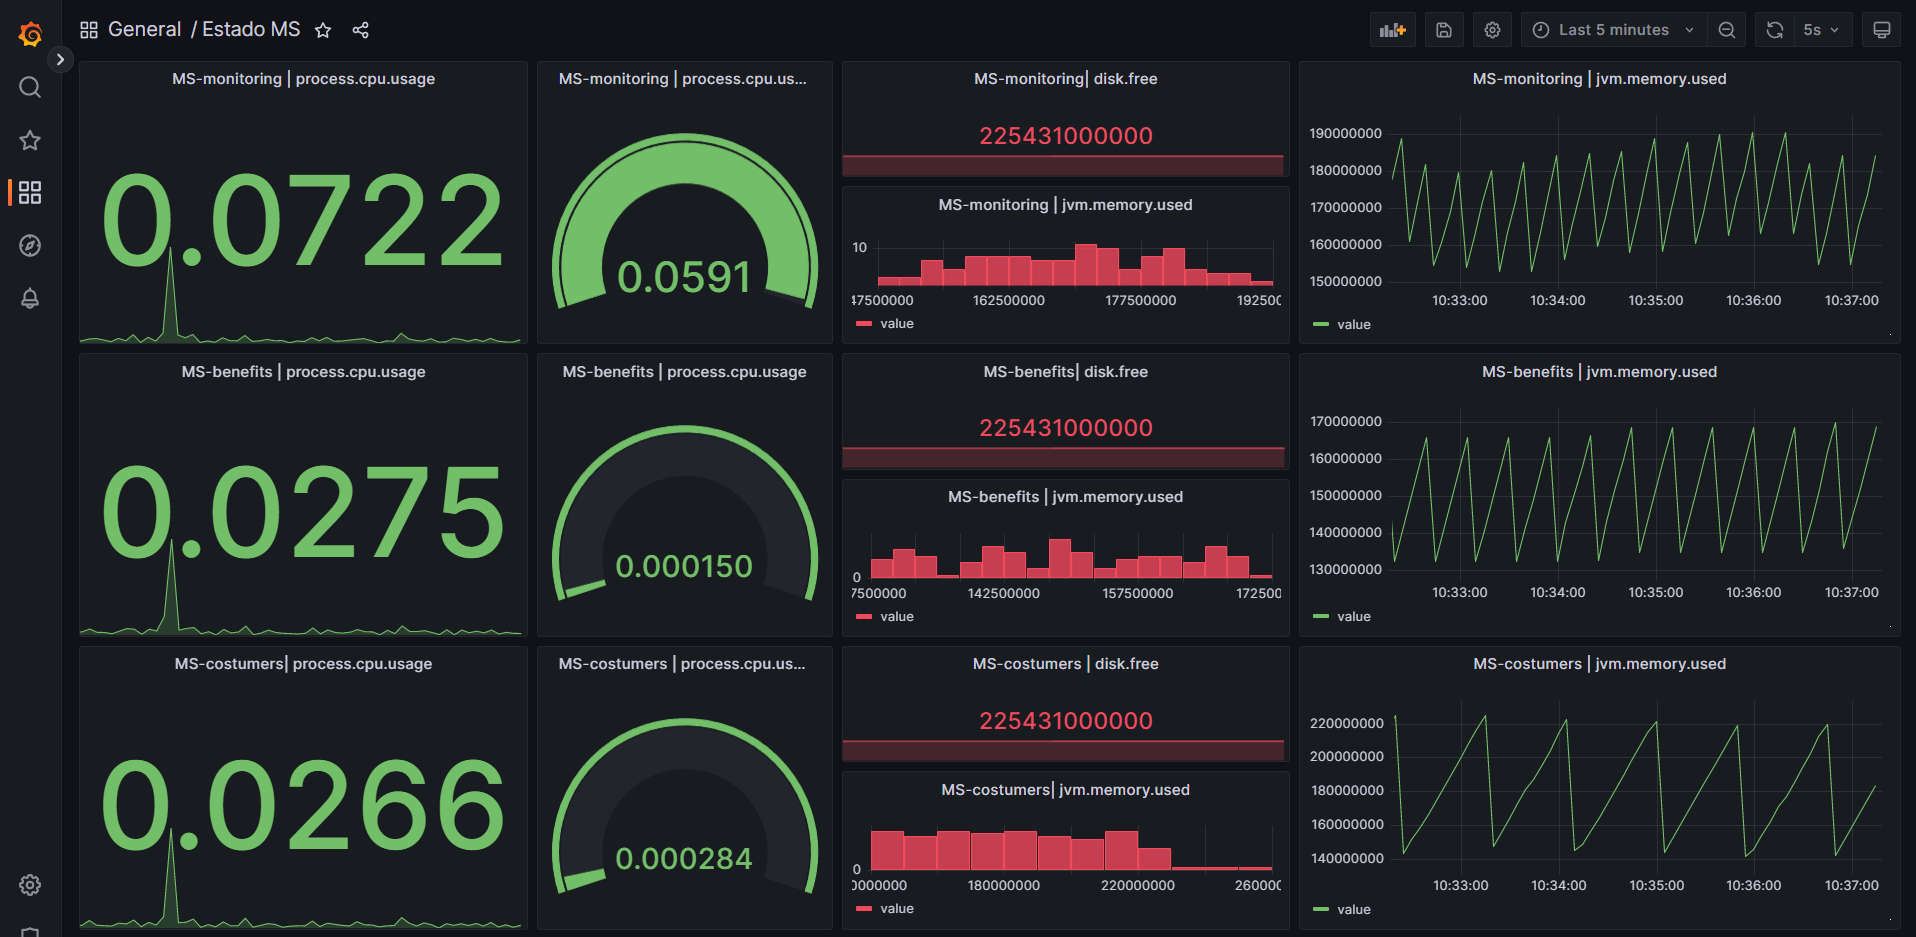 General / Estado MS
Last 5 minutes
5s
MS-monitoring | process.cpu.usage
0.0722
MS-monitoring | process.cpu.us...
0.0591
MS-monitoring| disk.free
225431000000
MS-monitoring | jvm.memory.used
10
47500000 162500000 177500000 192500
value
MS-monitoring | jvm.memory.used
190000000
180000000
170000000
160000000
150000000
10:33:00 10:34:00 10:35:00 10:36:00 10:37:00
value
MS-benefits | process.cpu.usage
0.0275
MS-benefits | process.cpu.usage
0.000150
MS-benefits| disk.free
225431000000
MS-benefits | jvm.memory.used
0
7500000 142500000 157500000 172500
value
MS-benefits | jvm.memory.used
170000000
160000000
150000000
140000000
130000000
10:33:00 10:34:00 10:35:00 10:36:00 10:37:00
value
MS-costumers| process.cpu.usage
0.0266
MS-costumers | process.cpu.us...
0.000284
MS-costumers | disk.free
225431000000
MS-costumers| jvm.memory.used
0
0000000 180000000 220000000 260000
value
MS-costumers | jvm.memory.used
220000000
200000000
180000000
160000000
140000000
10:33:00 10:34:00 10:35:00 10:36:00 10:37:00
value